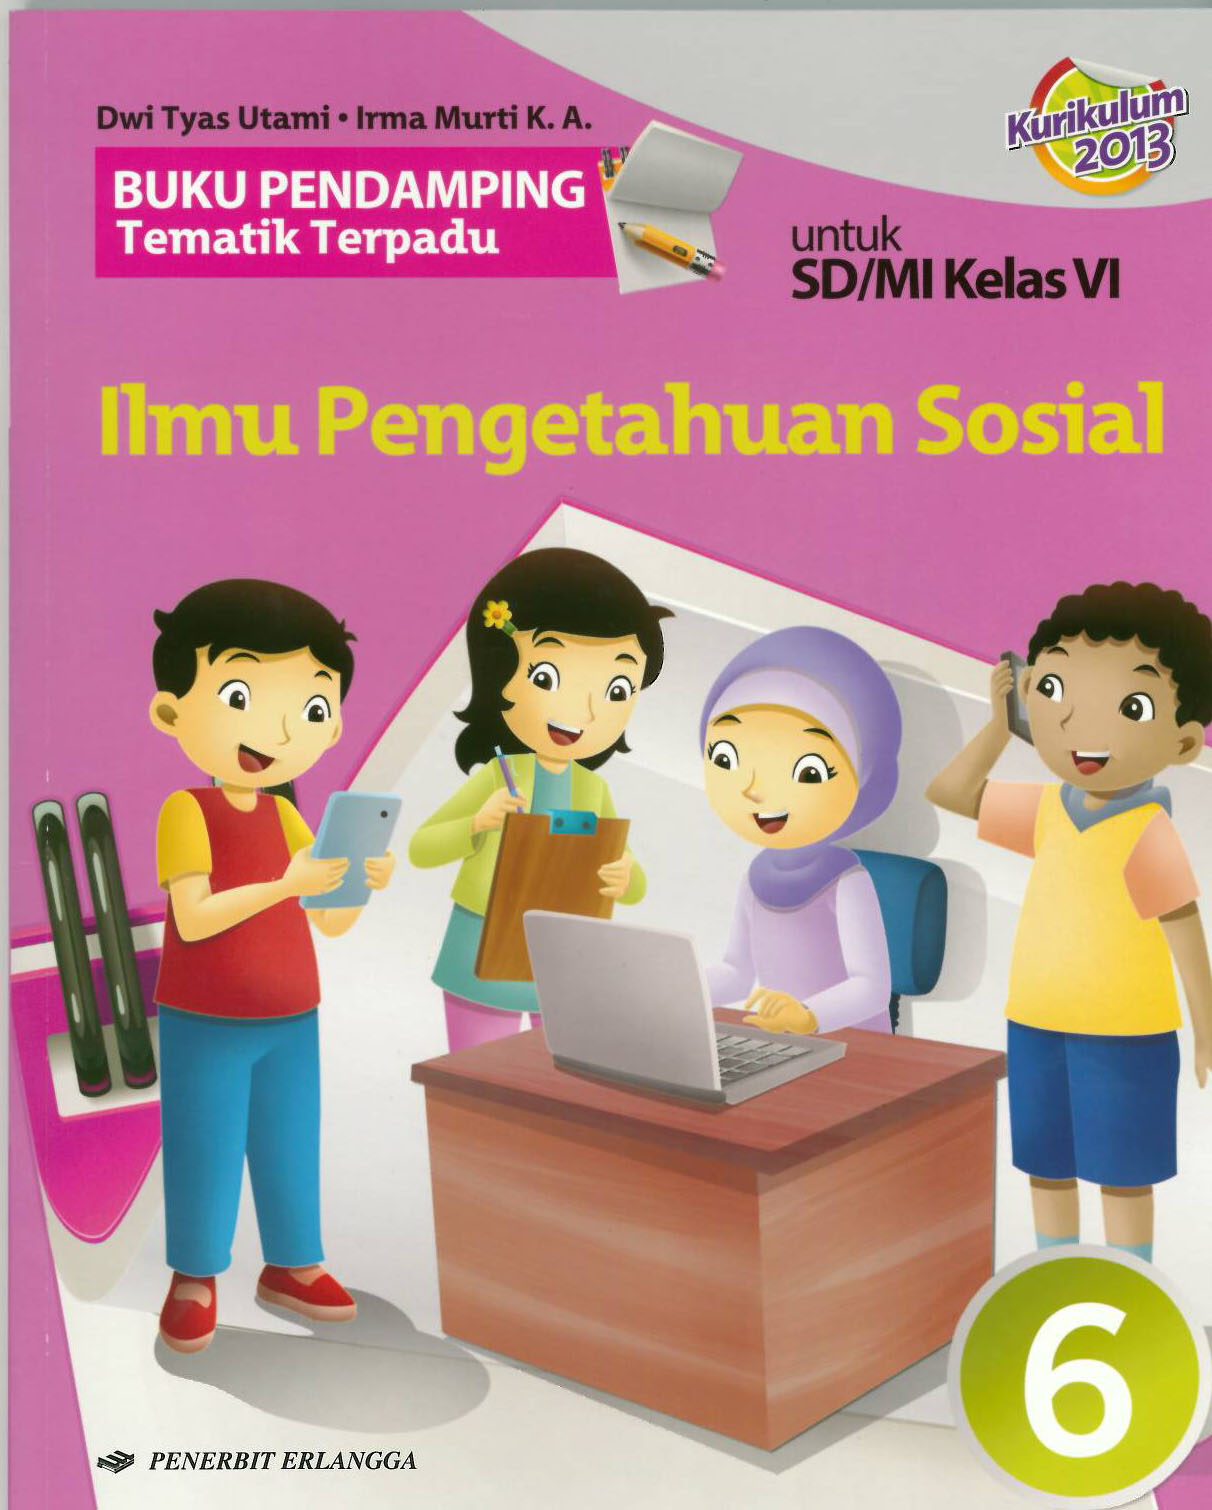 Dwi Tyas Utami • Irma Murti K. A.
Kurikulum
2013
BUKU PENDAMPING
Tematik Terpadu
untuk
SD/MI Kelas VI
Ilmu Pengetahuan Sosial
6
PENERBIT ERLANGGA